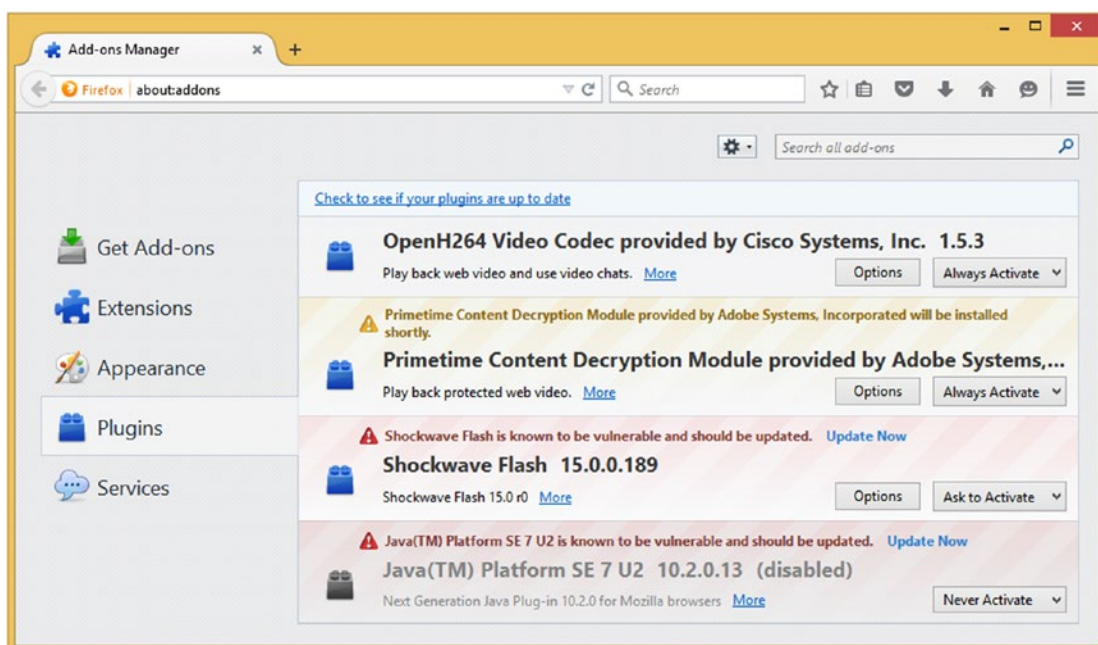 Add-ons Manager
Firefox about:addons
Search
Search all add-ons
Get Add-ons
Extensions
Appearance
Plugins
Services
Check to see if your plugins are up to date
OpenH264 Video Codec provided by Cisco Systems, Inc. 1.5.3
Play back web video and use video chats. More
Options Always Activate
Primetime Content Decryption Module provided by Adobe Systems, Incorporated will be installed
shortly.
Primetime Content Decryption Module provided by Adobe Systems,...
Play back protected web video. More
Options Always Activate
Shockwave Flash is known to be vulnerable and should be updated. Update Now
Shockwave Flash 15.0.0.189
Shockwave Flash 15.0 r0 More
Options Ask to Activate
Java(TM) Platform SE 7 U2 is known to be vulnerable and should be updated. Update Now
Java(TM) Platform SE 7 U2 10.2.0.13 (disabled)
Next Generation Java Plug-in 10.2.0 for Mozilla browsers More
Never Activate